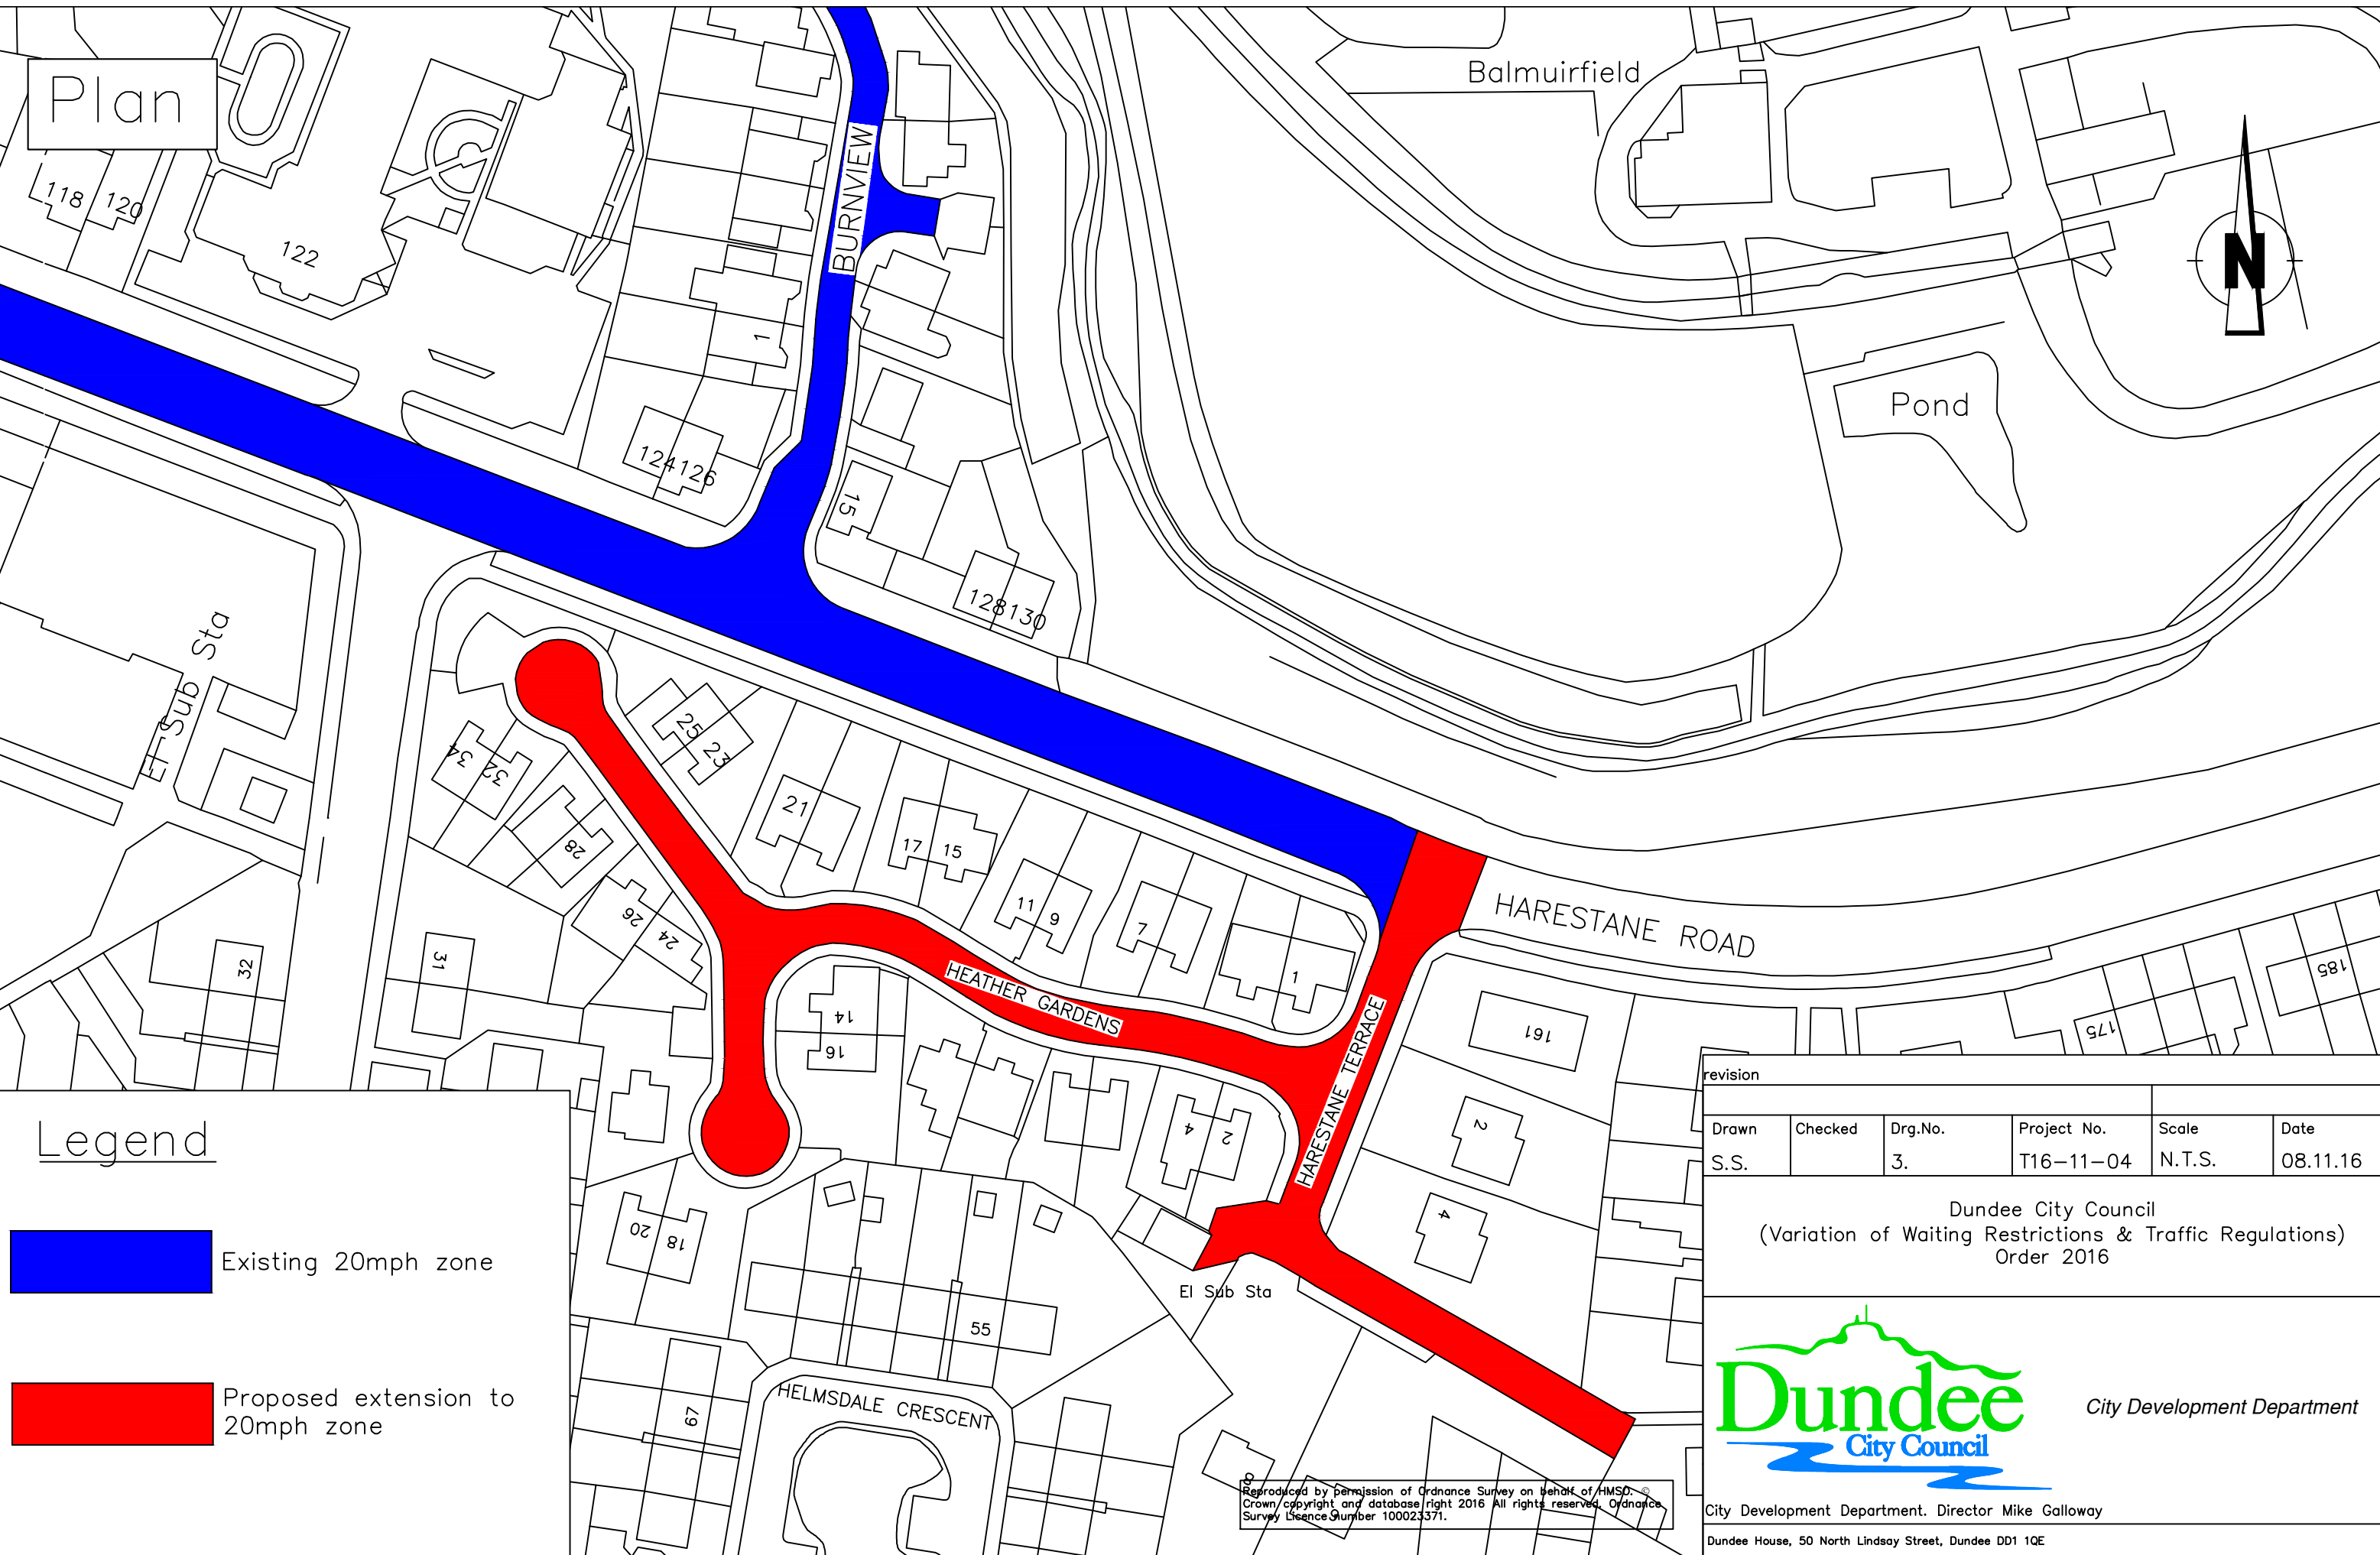 Plan
Balmuirfield
BURNVIEW
118
120
122
N
1
Pond
124
126
15
128
130
El Sub Sta
25
23
34
32
21
28
17
15
26
24
11
9
7
HARESTANE ROAD
31
32
1
HEATHER GARDENS
185
14
16
161
175
HARESTANE TERRACE
4
2
2
20
18
4
El Sub Sta
55
67
HELMSDALE CRESCENT
8
9
Legend
Existing 20mph zone
Proposed extension to
20mph zone
Reproduced by permission of Ordnance Survey on behalf of HMSO. ©
Crown copyright and database right 2016 All rights reserved. Ordnance
Survey Licence number 100023371.
revision
Drawn Checked Drg.No. Project No. Scale Date
S.S. 3. T16-11-04 N.T.S. 08.11.16
Dundee City Council
(Variation of Waiting Restrictions & Traffic Regulations)
Order 2016
Dundee
City Council
City Development Department
City Development Department. Director Mike Galloway
Dundee House, 50 North Lindsay Street, Dundee DD1 1QE